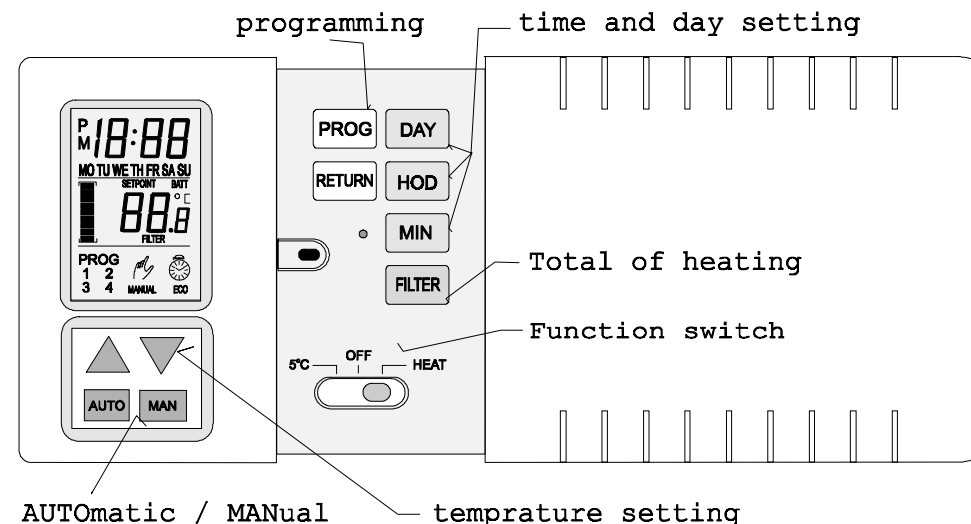 programming
time and day setting
P
M 18:88
MO TU WE TH FR SA SU
SETPOINT BATT
88.8 °C
FILTER
PROG
1 2
3 4
MANUAL ECO
AUTO MAN
PROG DAY
RETURN HOD
MIN
FILTER
Total of heating
Function switch
5°C OFF HEAT
AUTOmatic / MANual
temprature setting